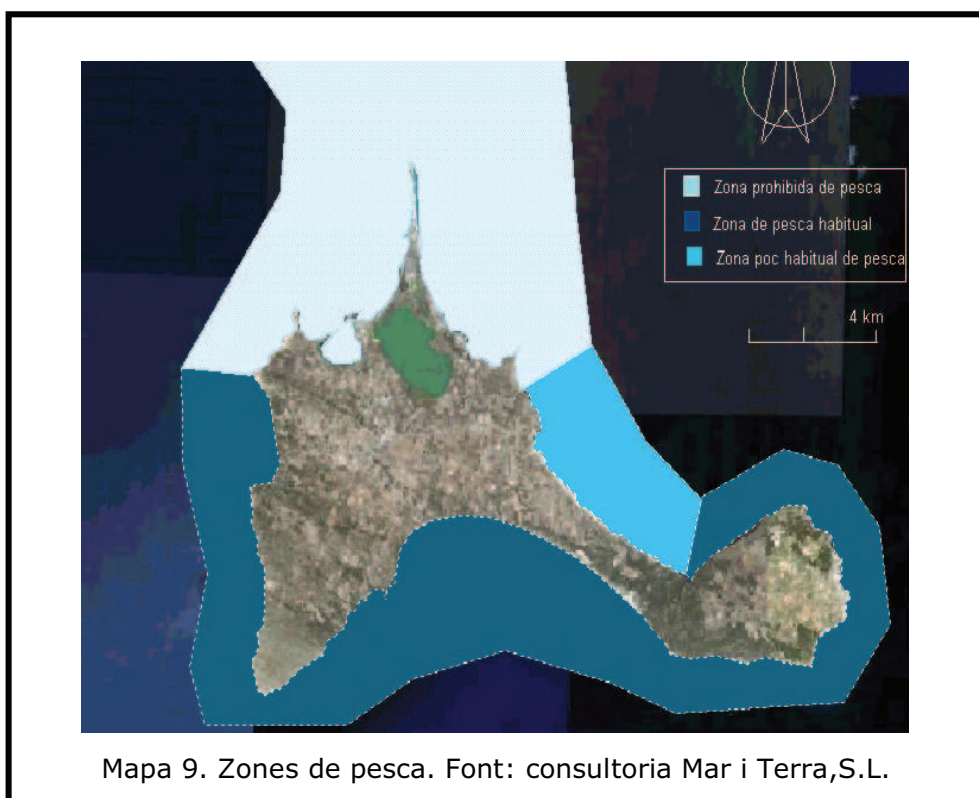 Zona prohibida de pesca
Zona de pesca habitual
Zona poc habitual de pesca
4 km
Mapa 9. Zones de pesca. Font: consultoria Mar i Terra,S.L.